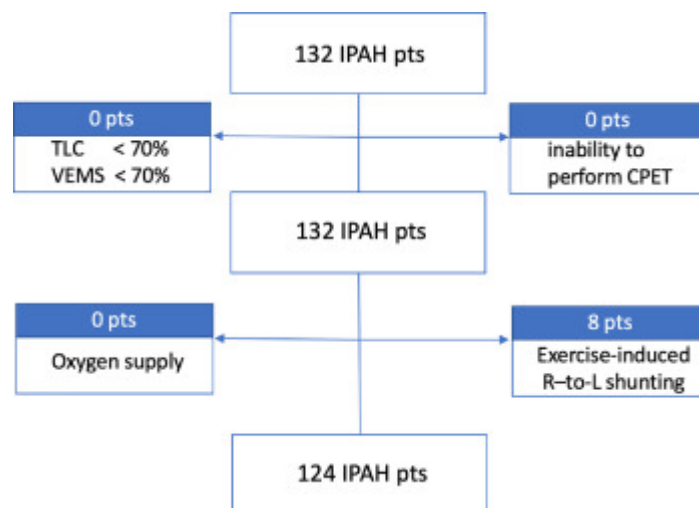 132 IPAH pts
0 pts
TLC < 70%
VEMS < 70%
0 pts
inability to
perform CPET
132 IPAH pts
0 pts
Oxygen supply
8 pts
Exercise-induced
R–to-L shunting
124 IPAH pts